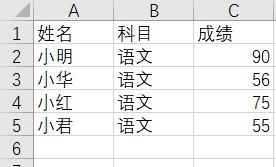 A B C
1 姓名 科目 成绩
2 小明 语文 90
3 小华 语文 56
4 小红 语文 75
5 小君 语文 55
6